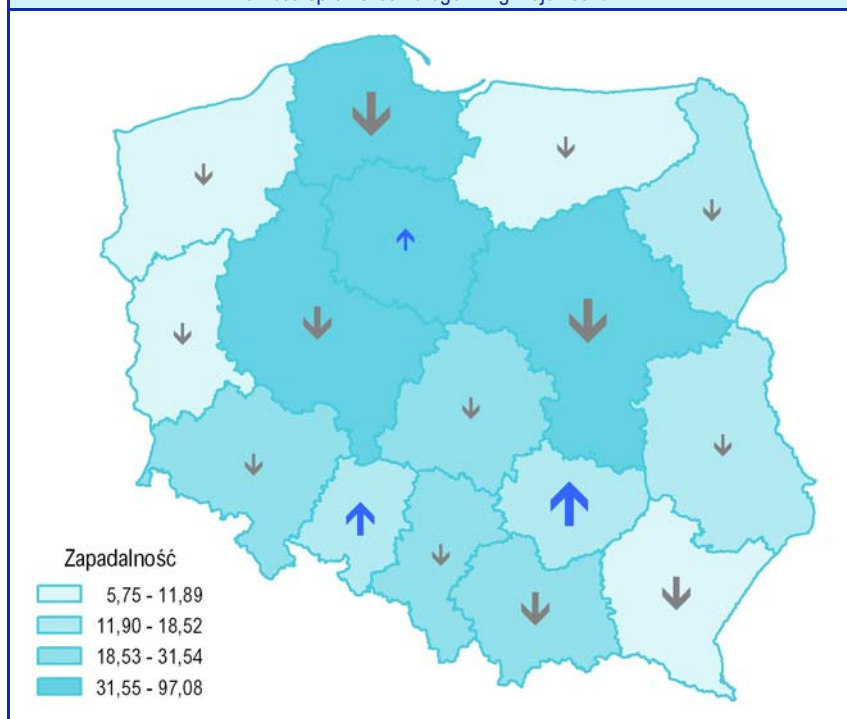 Zapadalność
5,75 - 11,89
11,90 - 18,52
18,53 - 31,54
31,55 - 97,08